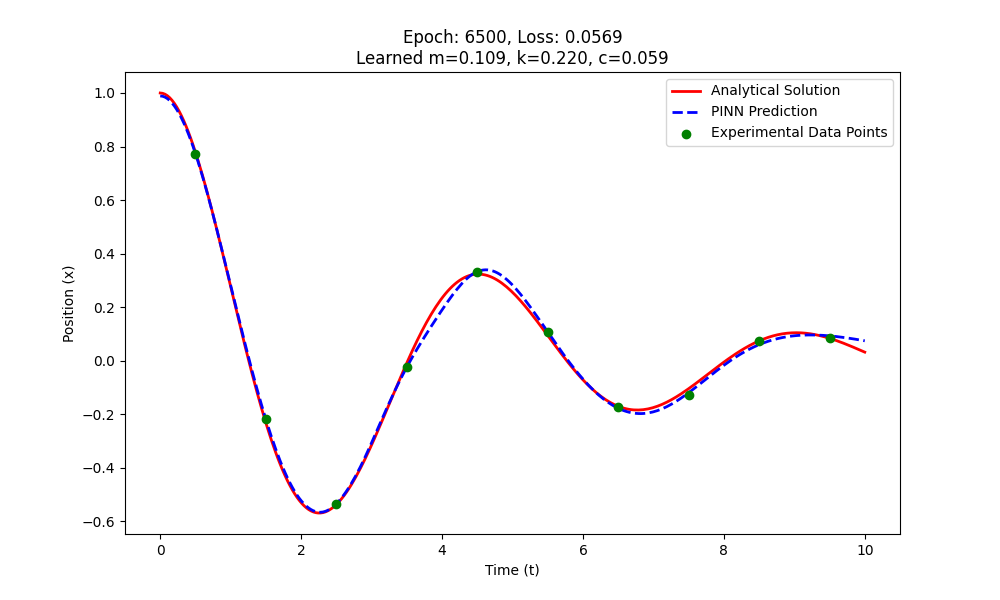 Epoch: 6500, Loss: 0.0569
Learned m=0.109, k=0.220, c=0.059
Analytical Solution
PINN Prediction
Experimental Data Points
Position (x)
1.0
0.8
0.6
0.4
0.2
0.0
−0.2
−0.4
−0.6
0 2 4 6 8 10
Time (t)